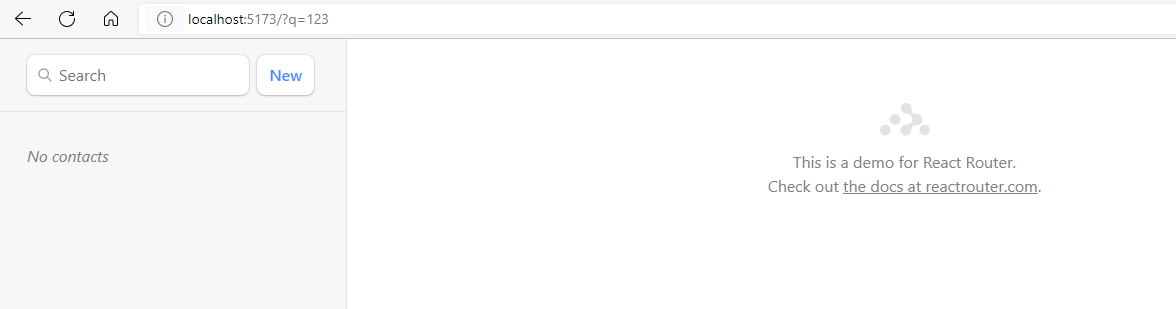 localhost:5173/?q=123
Search
New
No contacts
This is a demo for React Router.
Check out the docs at reactrouter.com.